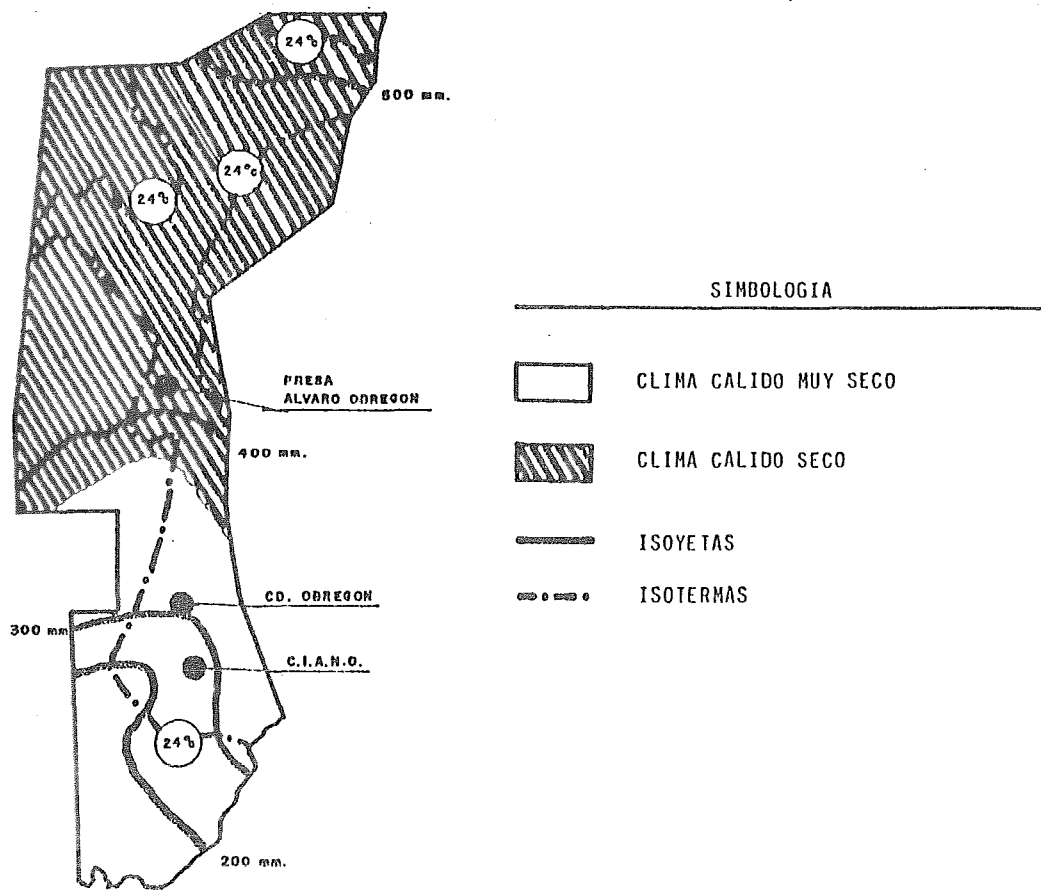 24°C
600 mm.
24°C
24°C
PRESA
ALVARO OBREGON
400 mm.
CD. OBREGON
300 mm
C.I.A.N.O.
24°C
200 mm.
SIMBOLOGIA
CLIMA CALIDO MUY SECO
CLIMA CALIDO SECO
ISOYETAS
ISOTERMAS